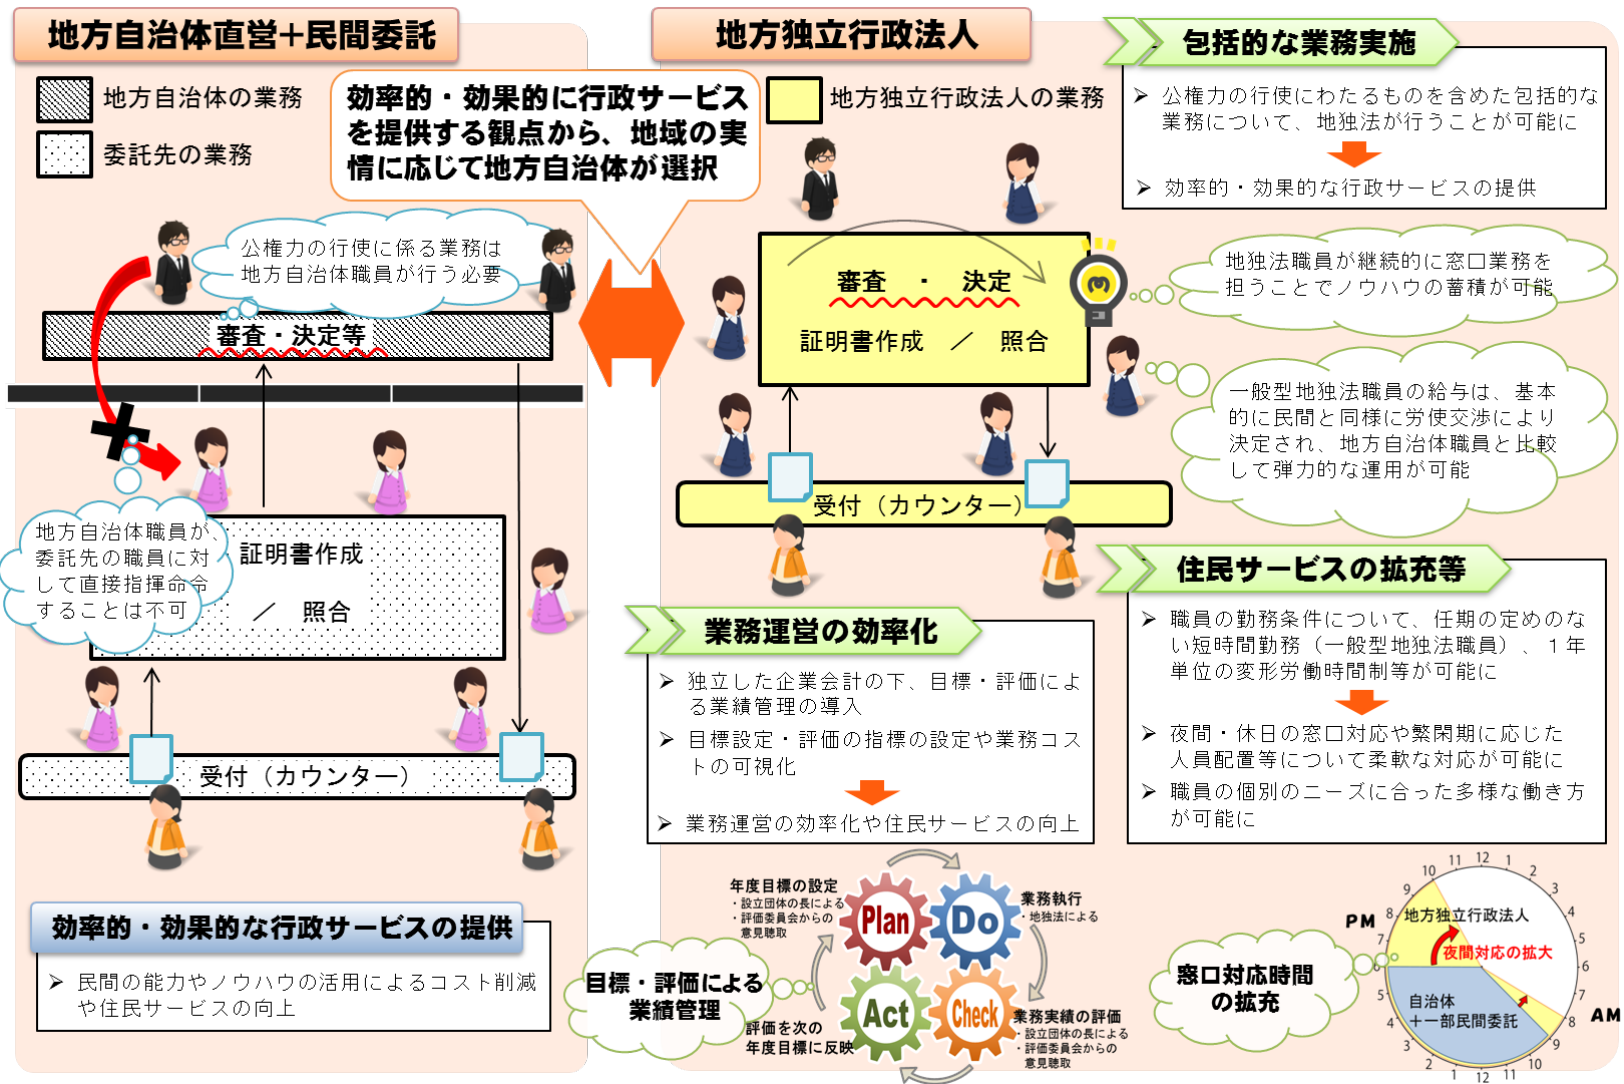 地方自治体直営＋民間委託
地方自治体の業務
委託先の業務
効率的・効果的に行政サービス
を提供する観点から、地域の実
情に応じて地方自治体が選択
公権力の行使に係る業務は
地方自治体職員が行う必要
審査・決定等
地方自治体職員が、
委託先の職員に対
して直接指揮命令
することは不可
証明書作成
／　照合
受付（カウンター）
効率的・効果的な行政サービスの提供
➢ 民間の能力やノウハウの活用によるコスト削減
や住民サービスの向上
地方独立行政法人
地方独立行政法人の業務
審査　・　決定
証明書作成　／　照合
受付（カウンター）
包括的な業務実施
➢ 公権力の行使にわたるものを含めた包括的な
業務について、地独法が行うことが可能に
➢ 効率的・効果的な行政サービスの提供
地独法職員が継続的に窓口業務を
担うことでノウハウの蓄積が可能
一般型地独法職員の給与は、基本
的に民間と同様に労使交渉により
決定され、地方自治体職員と比較
して弾力的な運用が可能
業務運営の効率化
➢ 独立した企業会計の下、目標・評価によ
る業績管理の導入
➢ 目標設定・評価の指標の設定や業務コス
トの可視化
➢ 業務運営の効率化や住民サービスの向上
住民サービスの拡充等
➢ 職員の勤務条件について、任期の定めのな
い短時間勤務（一般型地独法職員）、１年
単位の変形労働時間制等が可能に
➢ 夜間・休日の窓口対応や繁閑期に応じた
人員配置等について柔軟な対応が可能に
➢ 職員の個別のニーズに合った多様な働き方
が可能に
目標・評価による
業績管理
年度目標の設定
・設立団体の長による
・評価委員会からの
意見聴取
Plan
Do
業務執行
・地独法による
Act
Check
評価を次の
年度目標に反映
業務実績の評価
・設立団体の長による
・評価委員会からの
意見聴取
窓口対応時間
の拡充
PM
AM
地方独立行政法人
夜間対応の拡大
自治体
＋一部民間委託
12
1
2
3
4
5
6
7
8
9
10
11
12
1
2
3
4
5
6
7
8
9
10
11